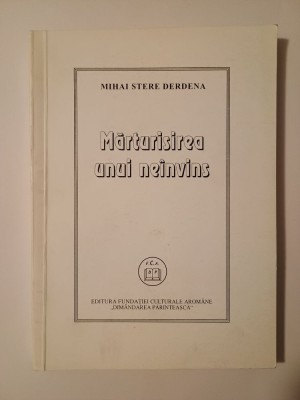 MIHAI STERE DERDENA
Mărturisirea
unui neînvins
EDITURA FUNDAȚIEI CULTURALE AROMÂNE
„DIMÂNDAREA PĂRINTEASCĂ”